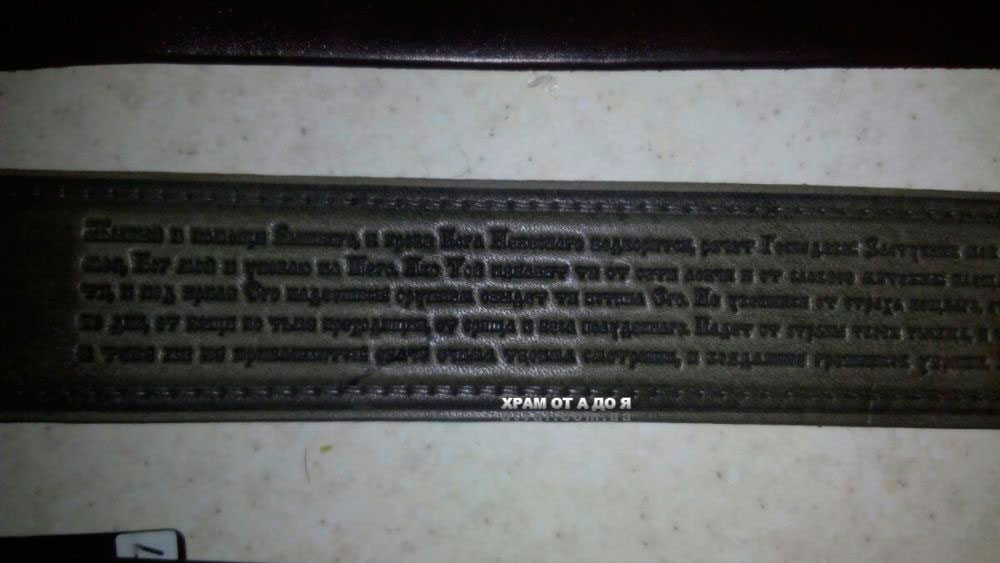 Живый в помощи Вышняго, в крове Бога Небеснаго водворится, речет Господеви: Заступник
мой, Бог мой и уповаю на Него. Яко Той избавит тя от сети ловчи и от словесе мятежна
тя, и под криле Его надеешися: оружием обыдет тя истина Его. Не убоишися от страха нощнаго,
во дни, от вещи во тьме преходящия, от сряща и беса полуденнаго. Падет от страны твоея тысяща, и
к тебе же не приближится: обаче очима твоима смотриши, и воздаяние грешников узриши
ХРАМ ОТ А ДО Я
7